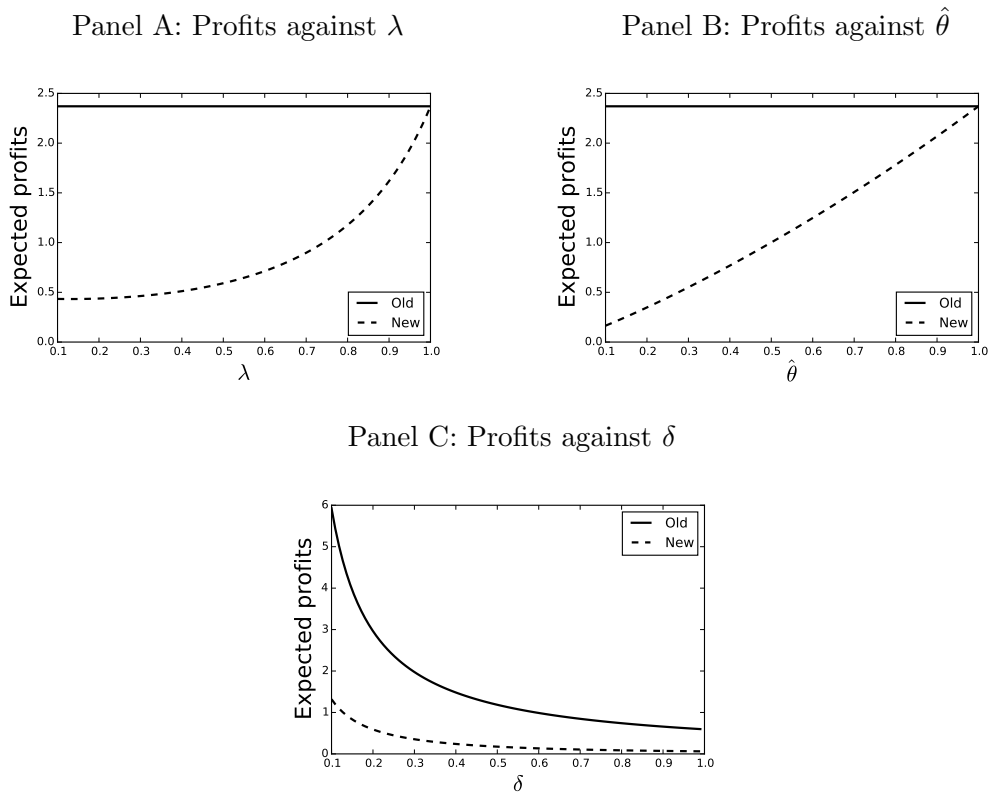 Panel A: Profits against λ
Panel B: Profits against θ̂
Expected profits
2.5
2.0
1.5
1.0
0.5
0.0
0.1 0.2 0.3 0.4 0.5 0.6 0.7 0.8 0.9 1.0
λ
Old
New
Expected profits
2.5
2.0
1.5
1.0
0.5
0.0
0.1 0.2 0.3 0.4 0.5 0.6 0.7 0.8 0.9 1.0
θ̂
Old
New
Panel C: Profits against δ
Expected profits
6
5
4
3
2
1
0
0.1 0.2 0.3 0.4 0.5 0.6 0.7 0.8 0.9 1.0
δ
Old
New